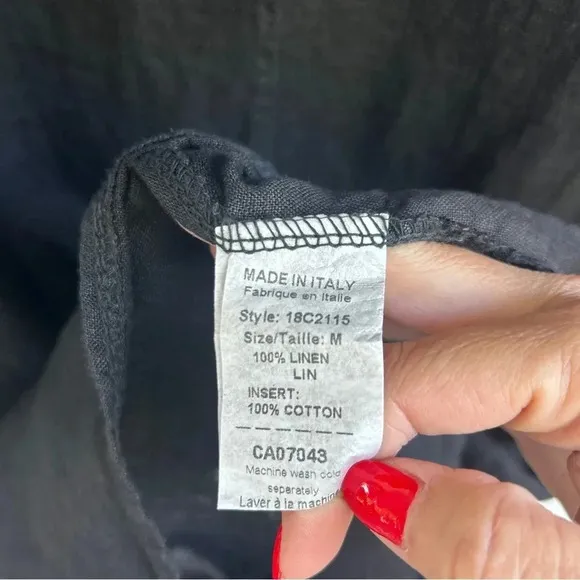 MADE IN ITALY
Fabrique en Italie
Style: 18C2115
Size/Taille: M
100% LINEN
LIN
INSERT:
100% COTTON
CA07043
Machine wash cold
separately
Laver à la machine